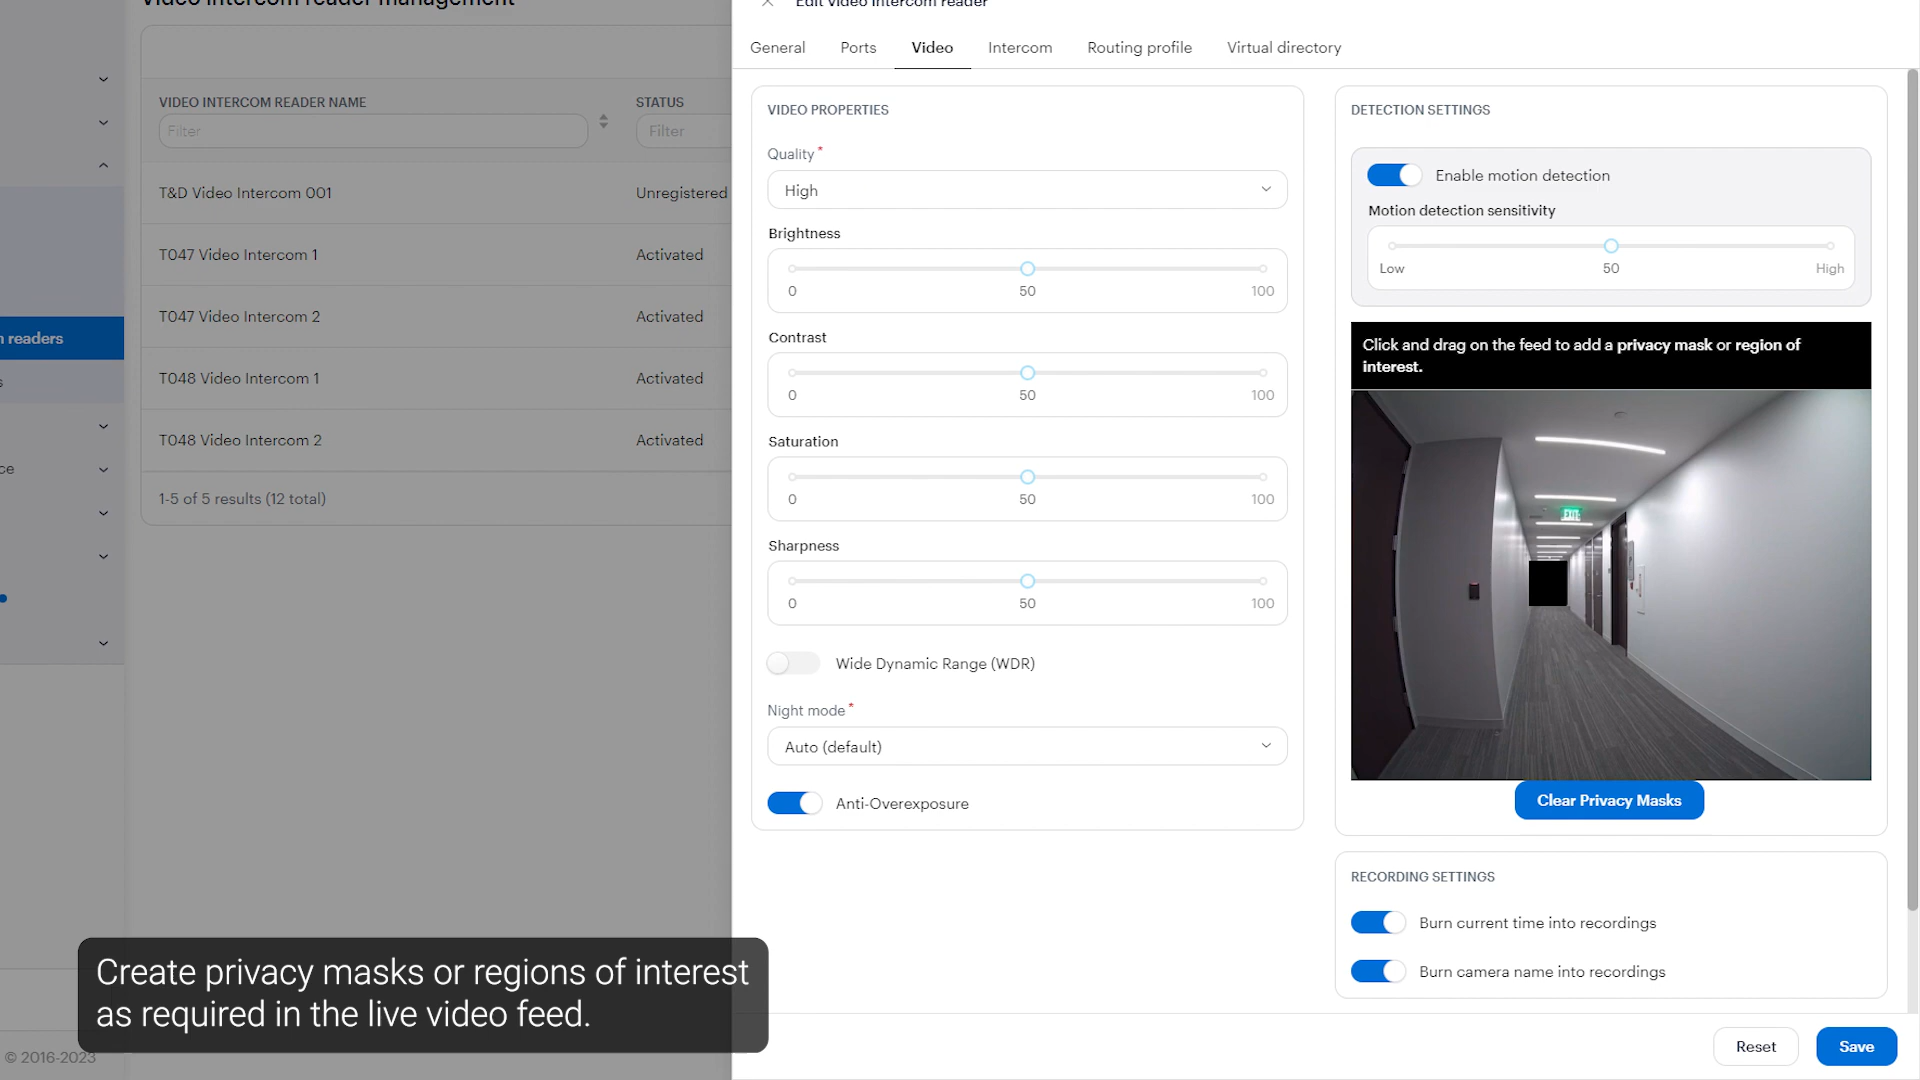 Video intercom reader management
Edit video intercom reader
General
Ports
Video
Intercom
Routing profile
Virtual directory
VIDEO INTERCOM READER NAME
STATUS
Filter
Filter
T&D Video Intercom 001
Unregistered
T047 Video Intercom 1
Activated
T047 Video Intercom 2
Activated
T048 Video Intercom 1
Activated
T048 Video Intercom 2
Activated
1-5 of 5 results (12 total)
readers
s
ce
© 2016-2023
VIDEO PROPERTIES
Quality *
High
Brightness
0
50
100
Contrast
0
50
100
Saturation
0
50
100
Sharpness
0
50
100
Wide Dynamic Range (WDR)
Night mode *
Auto (default)
Anti-Overexposure
DETECTION SETTINGS
Enable motion detection
Motion detection sensitivity
Low
50
High
Click and drag on the feed to add a privacy mask or region of
interest.
EXIT
Clear Privacy Masks
RECORDING SETTINGS
Burn current time into recordings
Burn camera name into recordings
Reset
Save
Create privacy masks or regions of interest
as required in the live video feed.